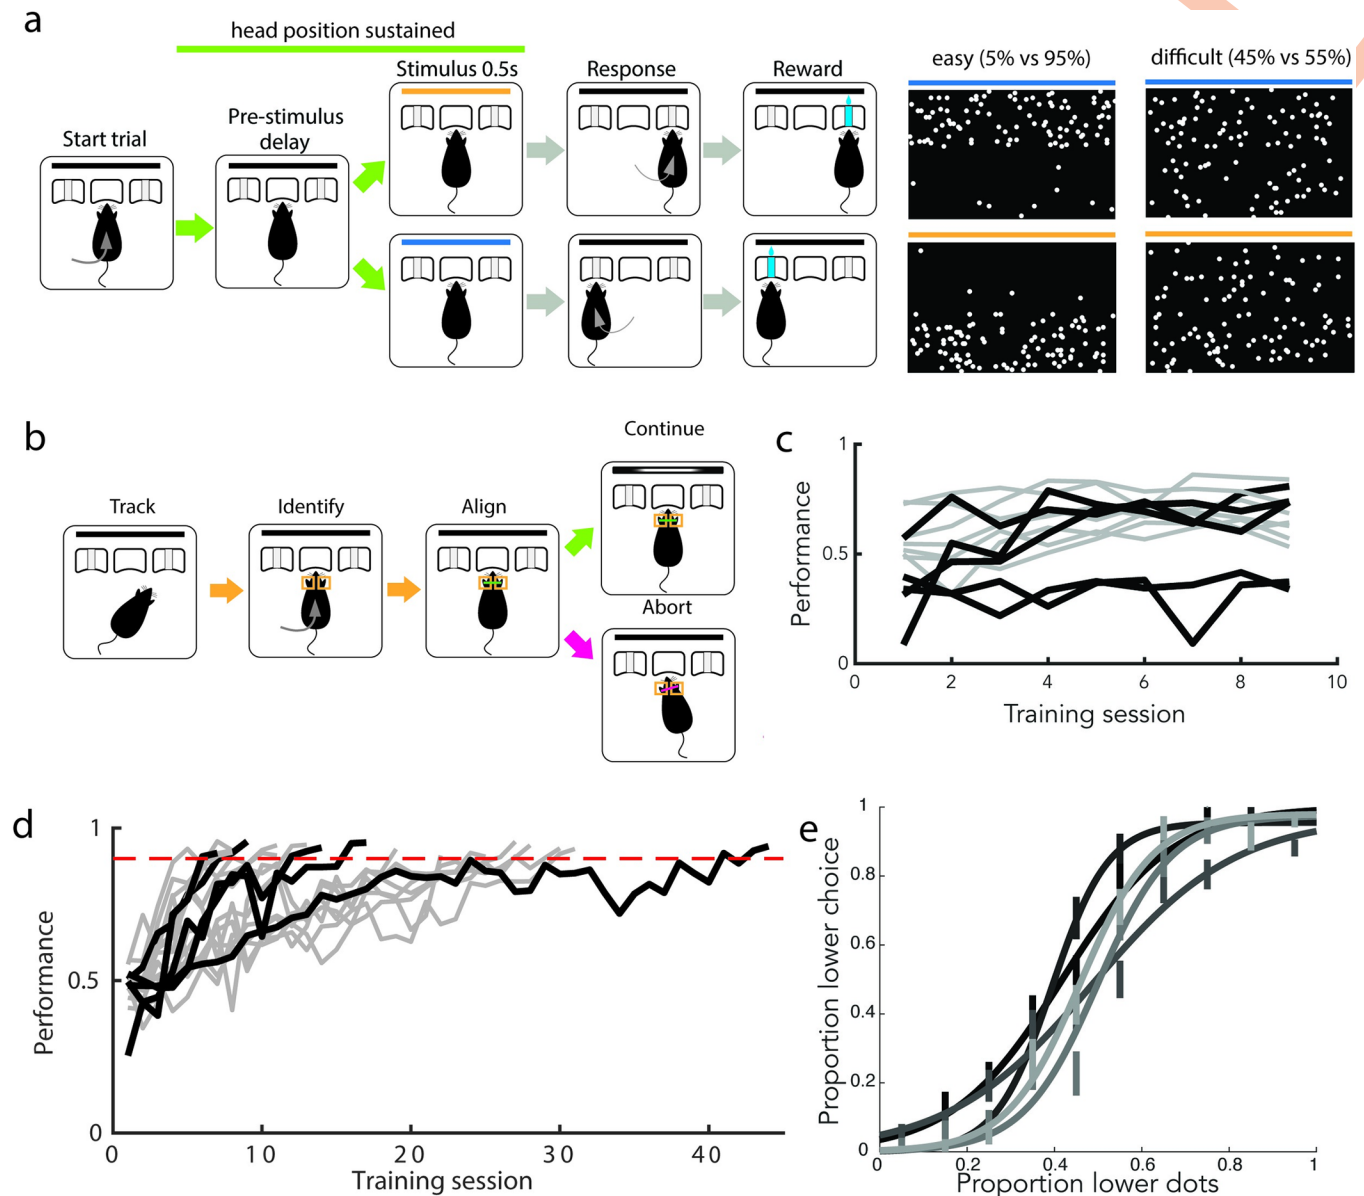 a
head position sustained
Start trial
Pre-stimulus
delay
Stimulus 0.5s
Response
Reward
easy (5% vs 95%)
difficult (45% vs 55%)
b
Track
Identify
Align
Continue
Abort
c
Performance
1
0.5
0
0
2
4
6
8
10
Training session
d
Performance
1
0.5
0
0
10
20
30
40
Training session
e
Proportion lower choice
1
0.8
0.6
0.4
0.2
0
0
0.2
0.4
0.6
0.8
1
Proportion lower dots